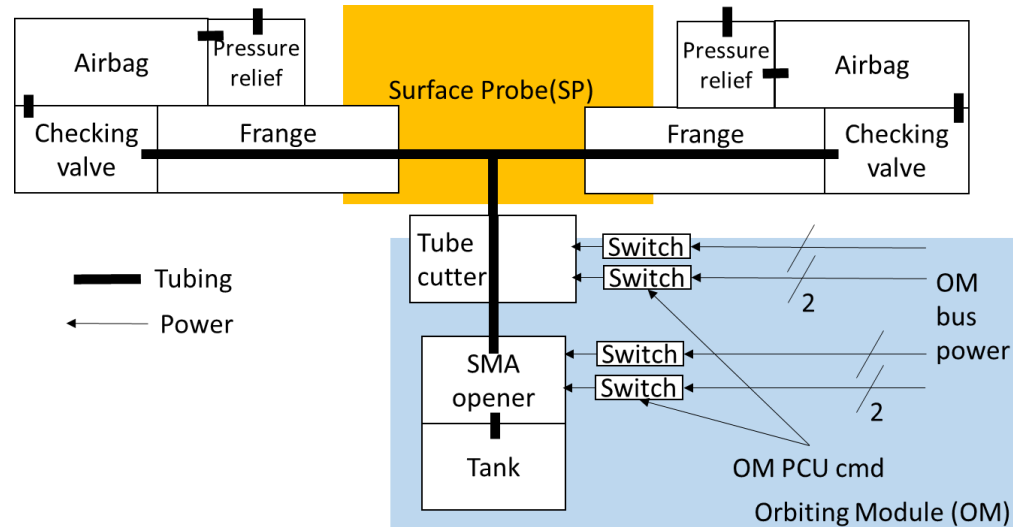 Airbag
Pressure
relief
Surface Probe(SP)
Pressure
relief
Airbag
Checking
valve
Frange
Frange
Checking
valve
Tube
cutter
Switch
Switch
2
OM
bus
power
Tubing
Power
SMA
opener
Switch
Switch
2
Tank
OM PCU cmd
Orbiting Module (OM)